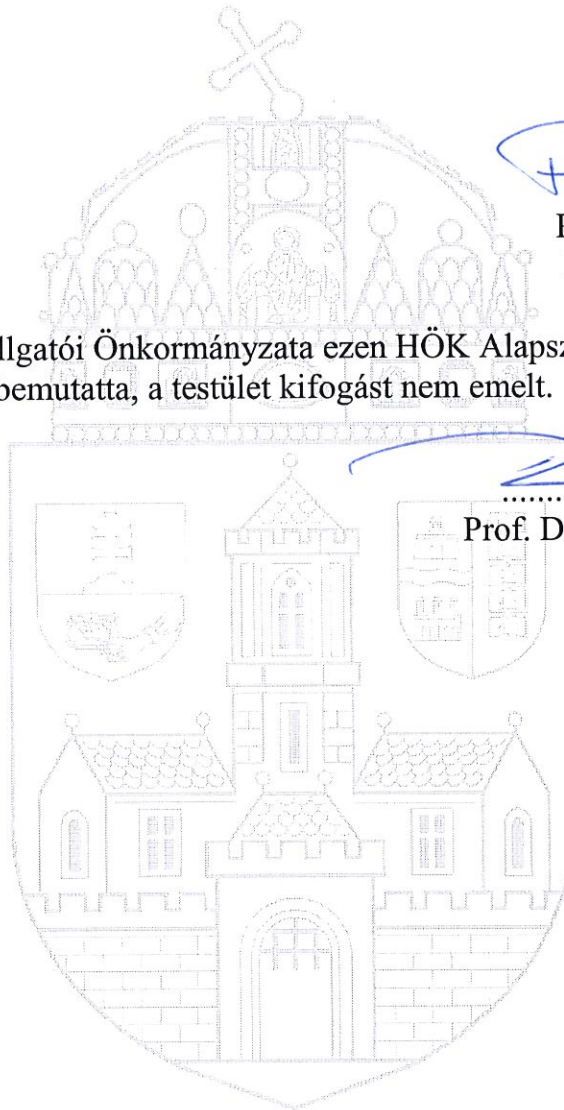 llgatói Önkormányzata ezen HÖK Alapsz
bemutatta, a testület kifogást nem emelt.
........
Prof. D